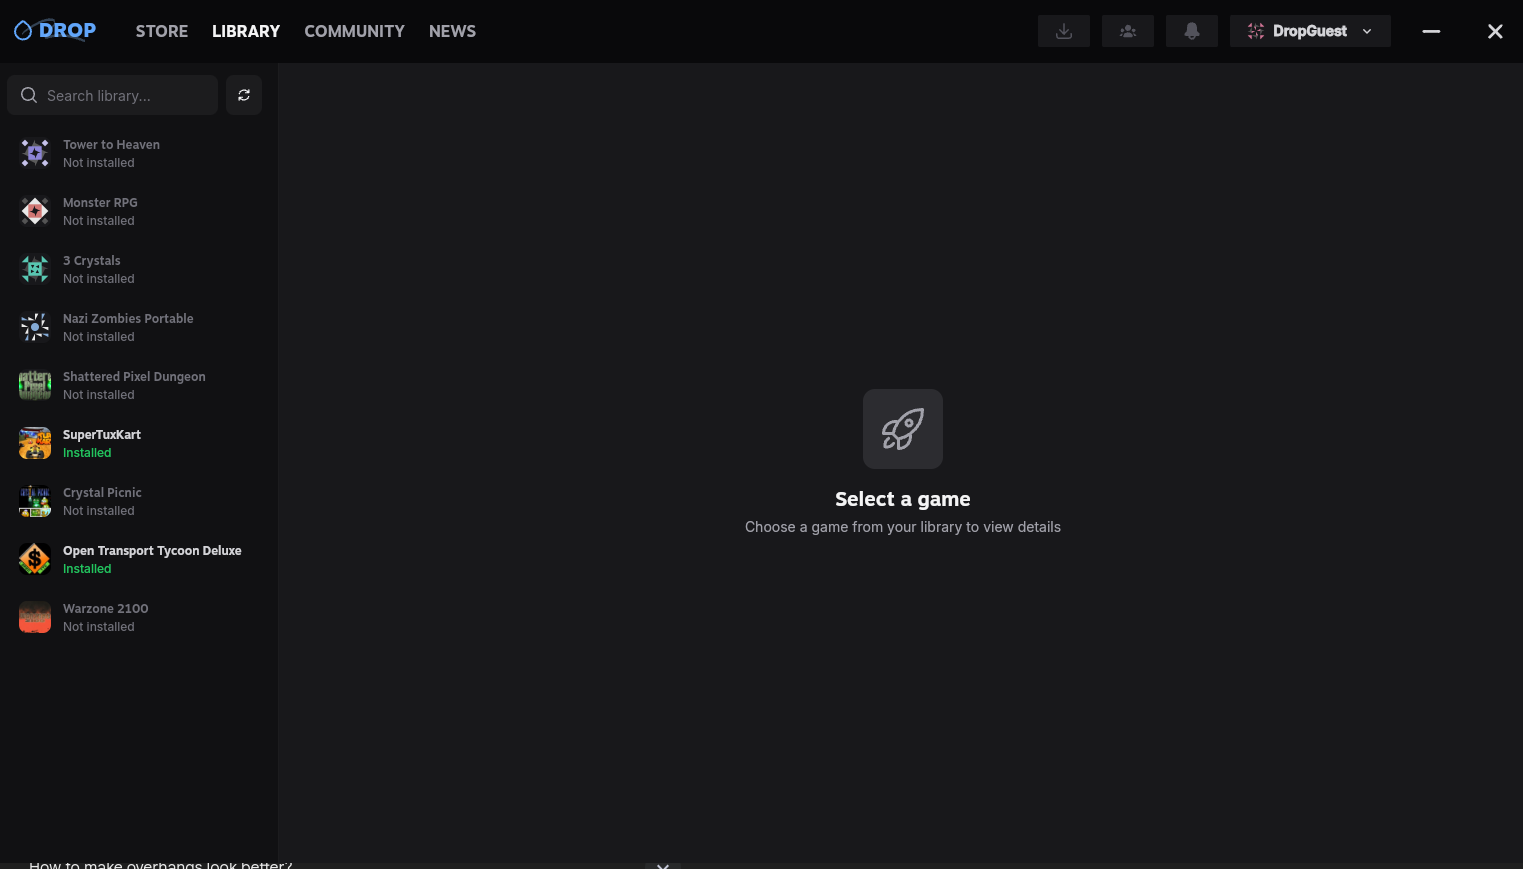 DROP
STORE LIBRARY COMMUNITY NEWS
DropGuest
Search library...
Tower to Heaven
Not installed
Monster RPG
Not installed
3 Crystals
Not installed
Nazi Zombies Portable
Not installed
Shattered Pixel Dungeon
Not installed
SuperTuxKart
Installed
Crystal Picnic
Not installed
Open Transport Tycoon Deluxe
Installed
Warzone 2100
Not installed
Select a game
Choose a game from your library to view details
How to make overhangs look better?